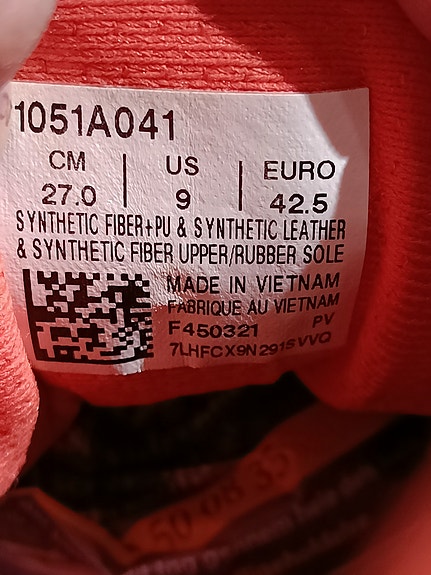 1051A041
CM | US | EURO
27.0 | 9 | 42.5
SYNTHETIC FIBER+PU & SYNTHETIC LEATHER
& SYNTHETIC FIBER UPPER/RUBBER SOLE
MADE IN VIETNAM
FABRIQUE AU VIETNAM
F450321 PV
7LHFCX9N291SVVQ